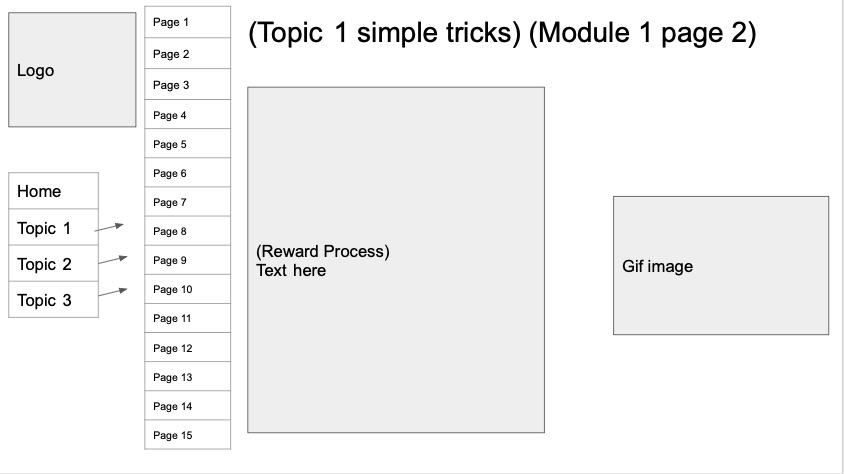 Logo
Home
Topic 1
Topic 2
Topic 3
Page 1
Page 2
Page 3
Page 4
Page 5
Page 6
Page 7
Page 8
Page 9
Page 10
Page 11
Page 12
Page 13
Page 14
Page 15
(Topic 1 simple tricks) (Module 1 page 2)
(Reward Process)
Text here
Gif image